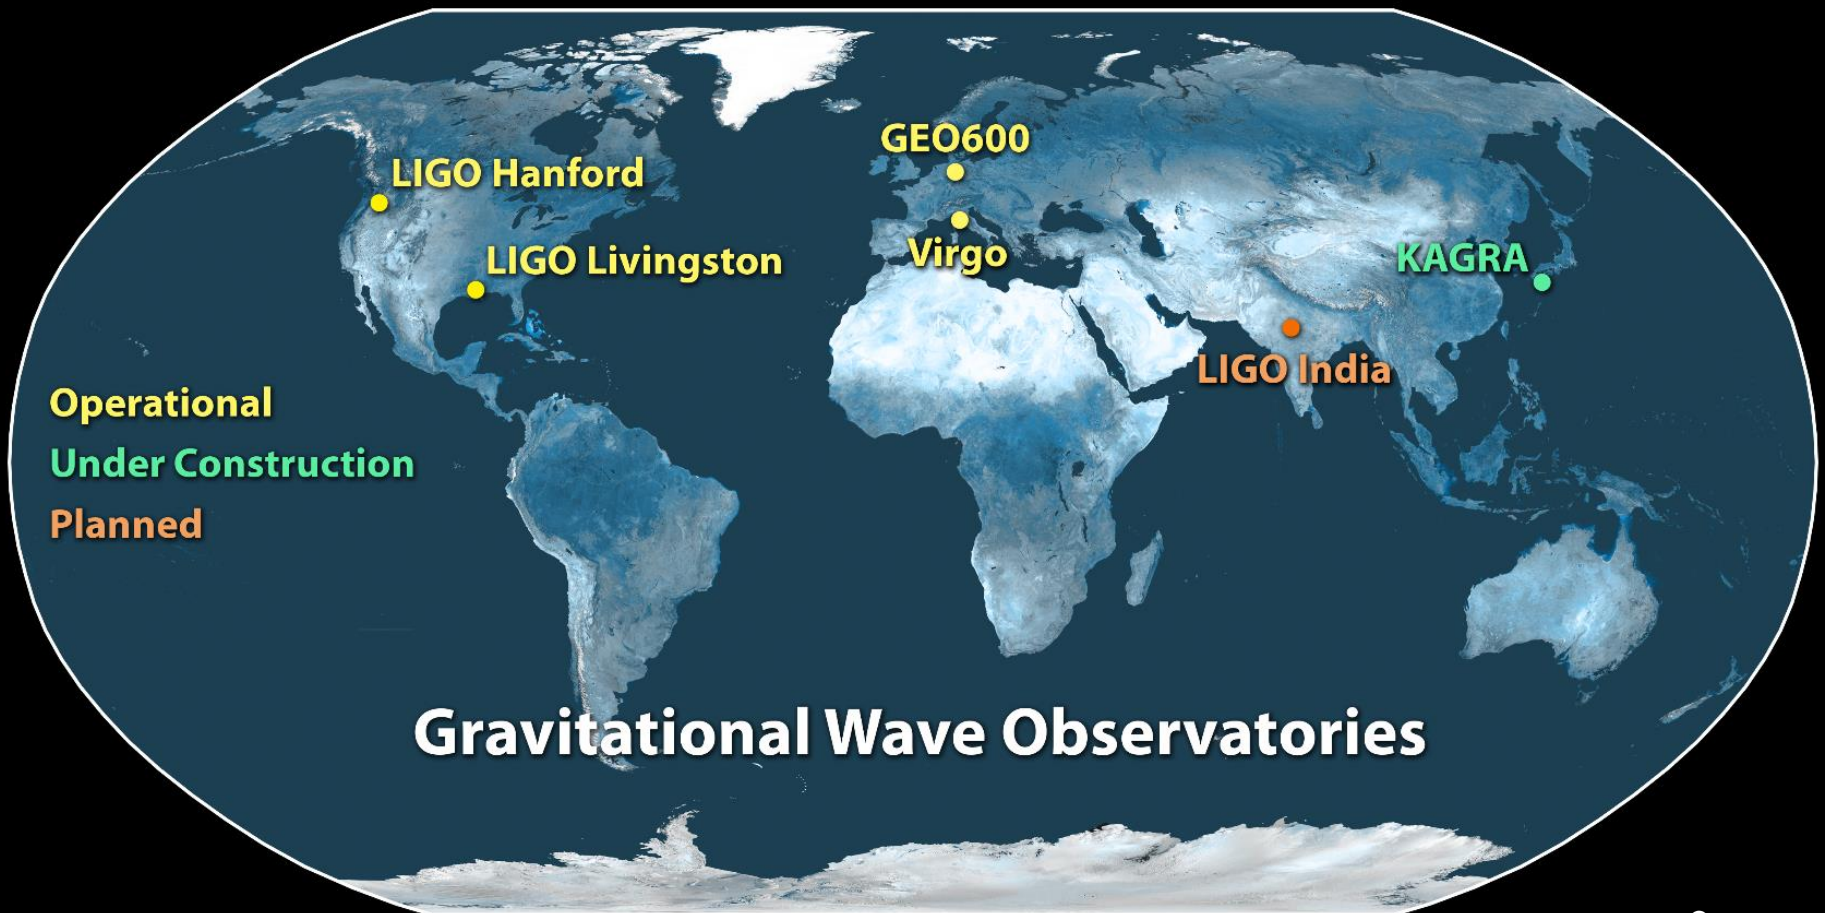 GEO600
LIGO Hanford
Virgo
LIGO Livingston
KAGRA
LIGO India
Operational
Under Construction
Planned
Gravitational Wave Observatories